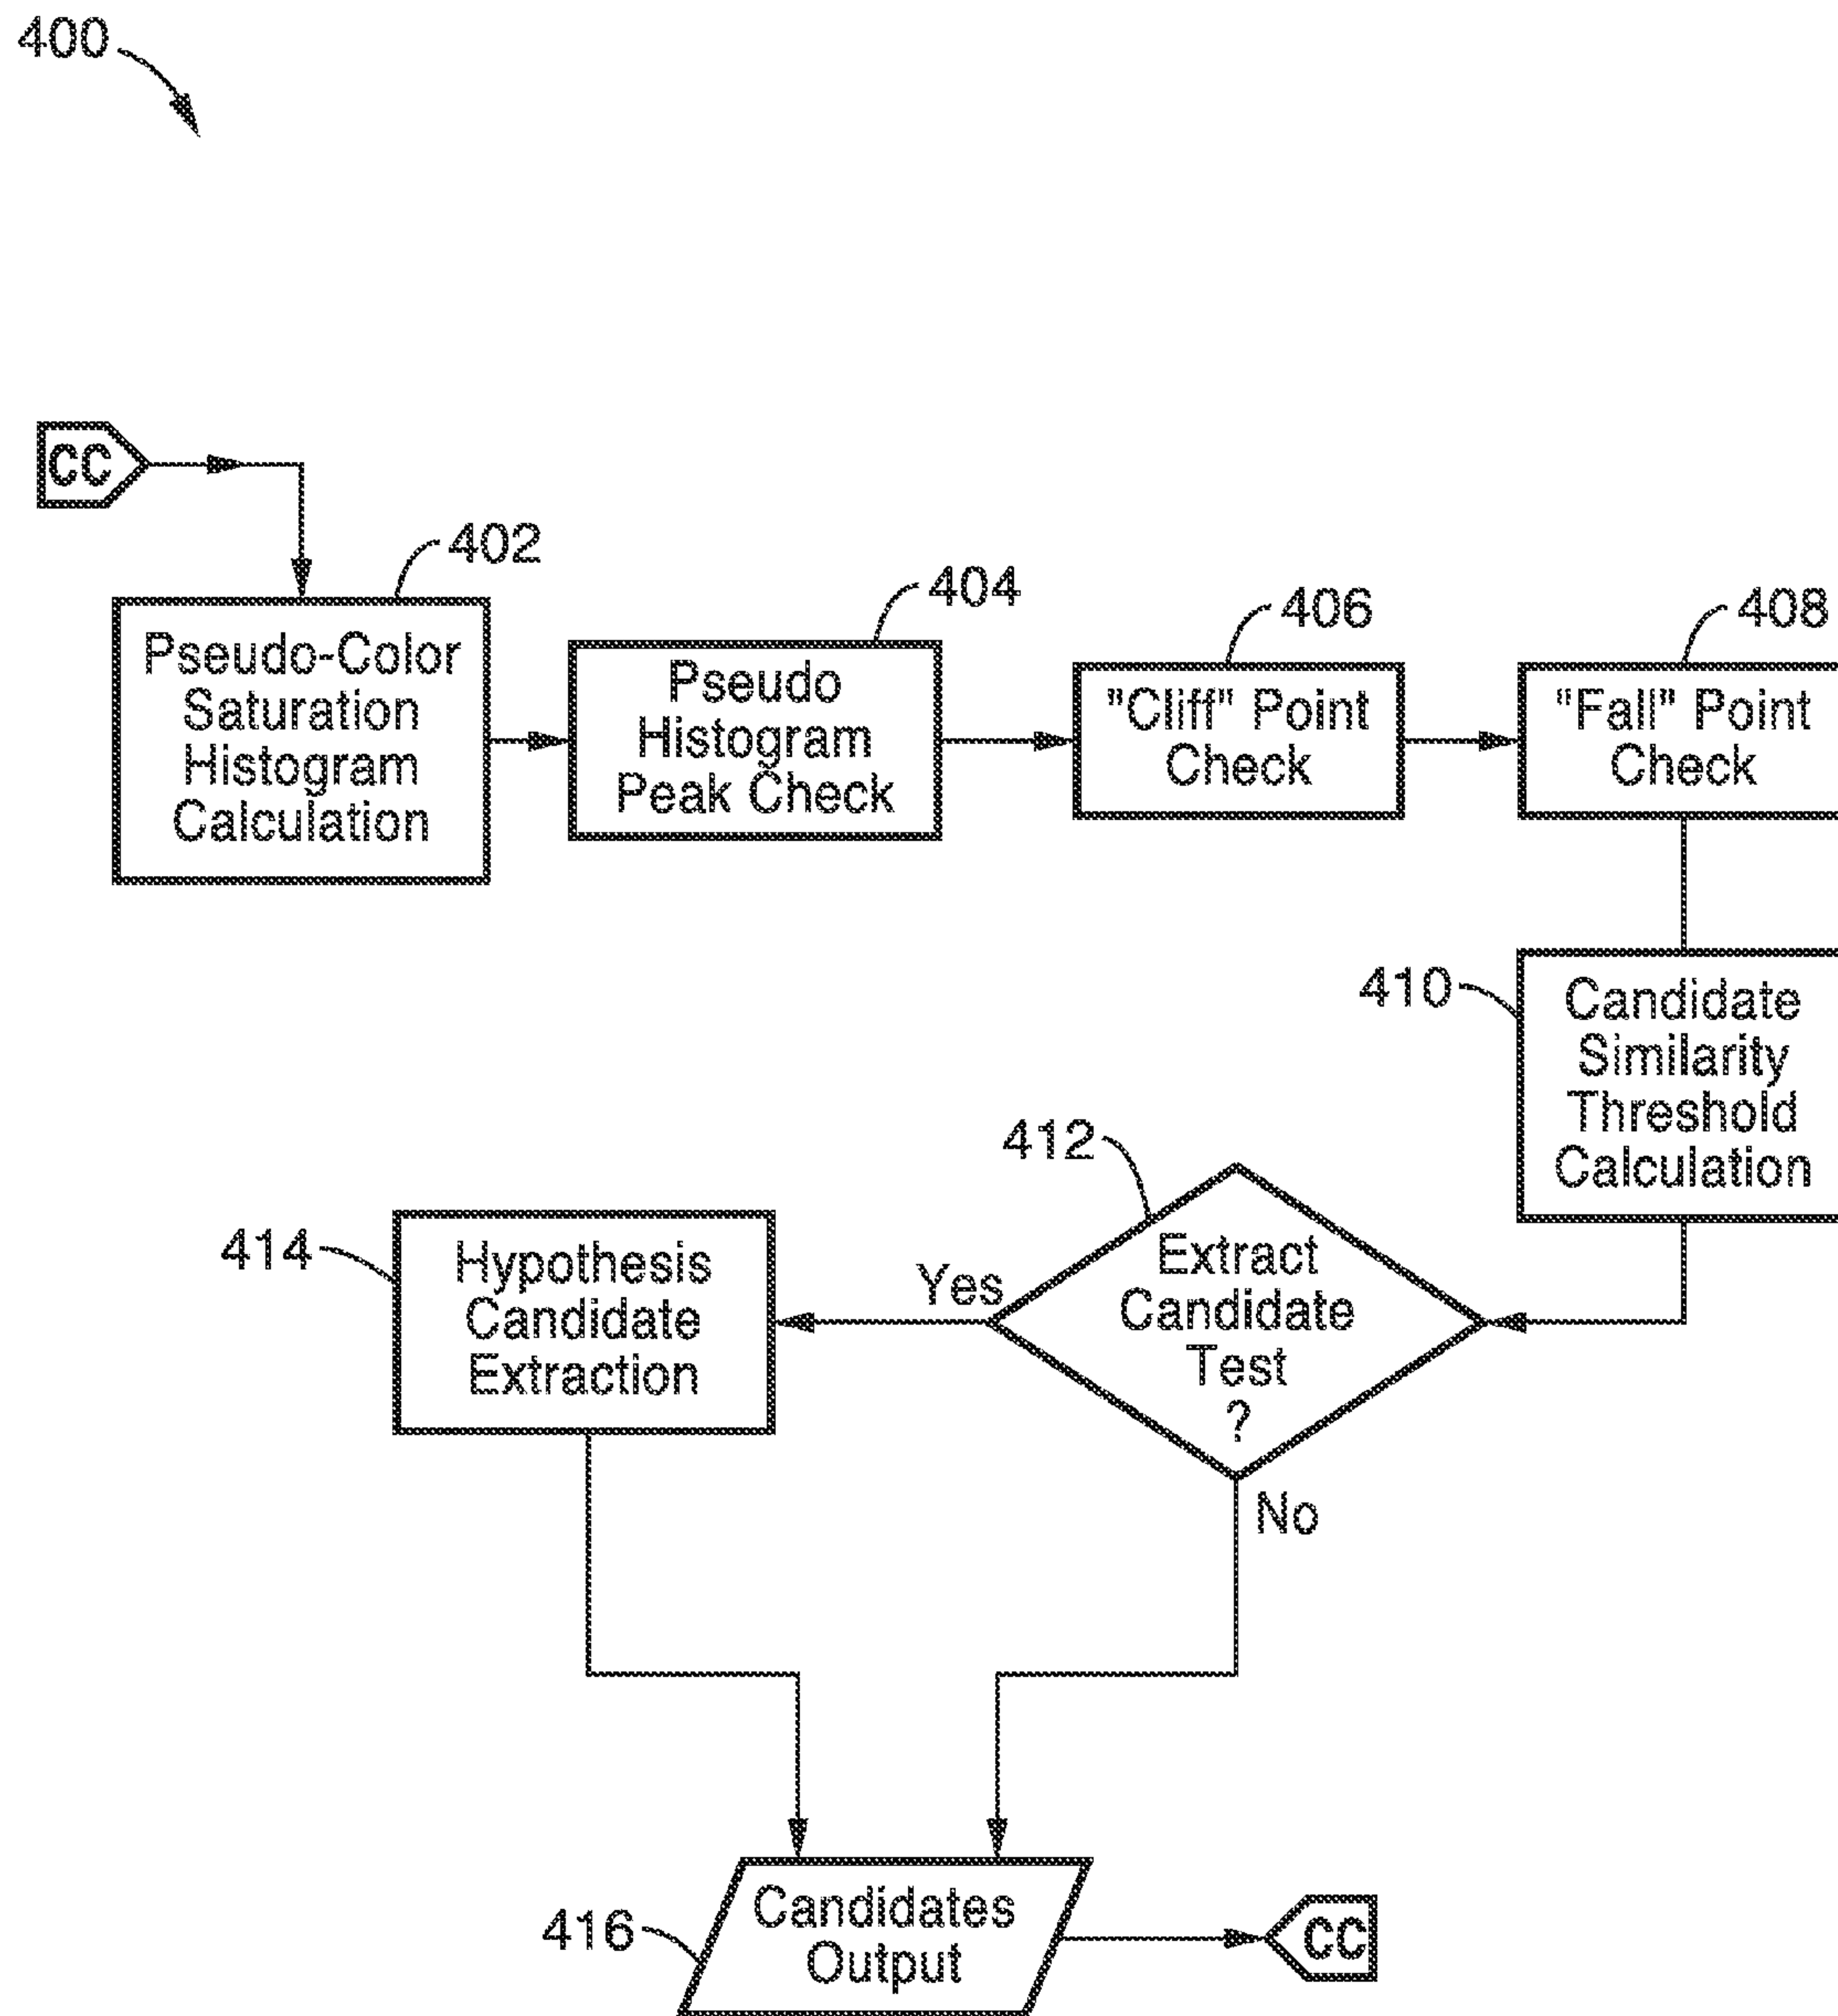 400
CC
402
Pseudo-Color
Saturation
Histogram
Calculation
404
Pseudo
Histogram
Peak Check
406
"Cliff" Point
Check
408
"Fall" Point
Check
410
Candidate
Similarity
Threshold
Calculation
412
Extract
Candidate
Test
?
Yes
No
414
Hypothesis
Candidate
Extraction
416
Candidates
Output
CC